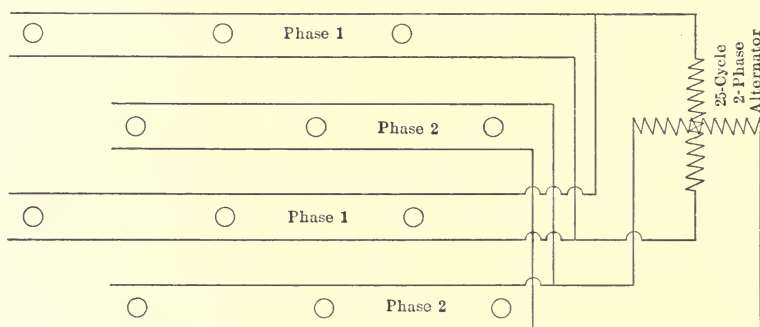 Phase 1
25-Cycle
2-Phase
Alternator
Phase 2
Phase 1
Phase 2